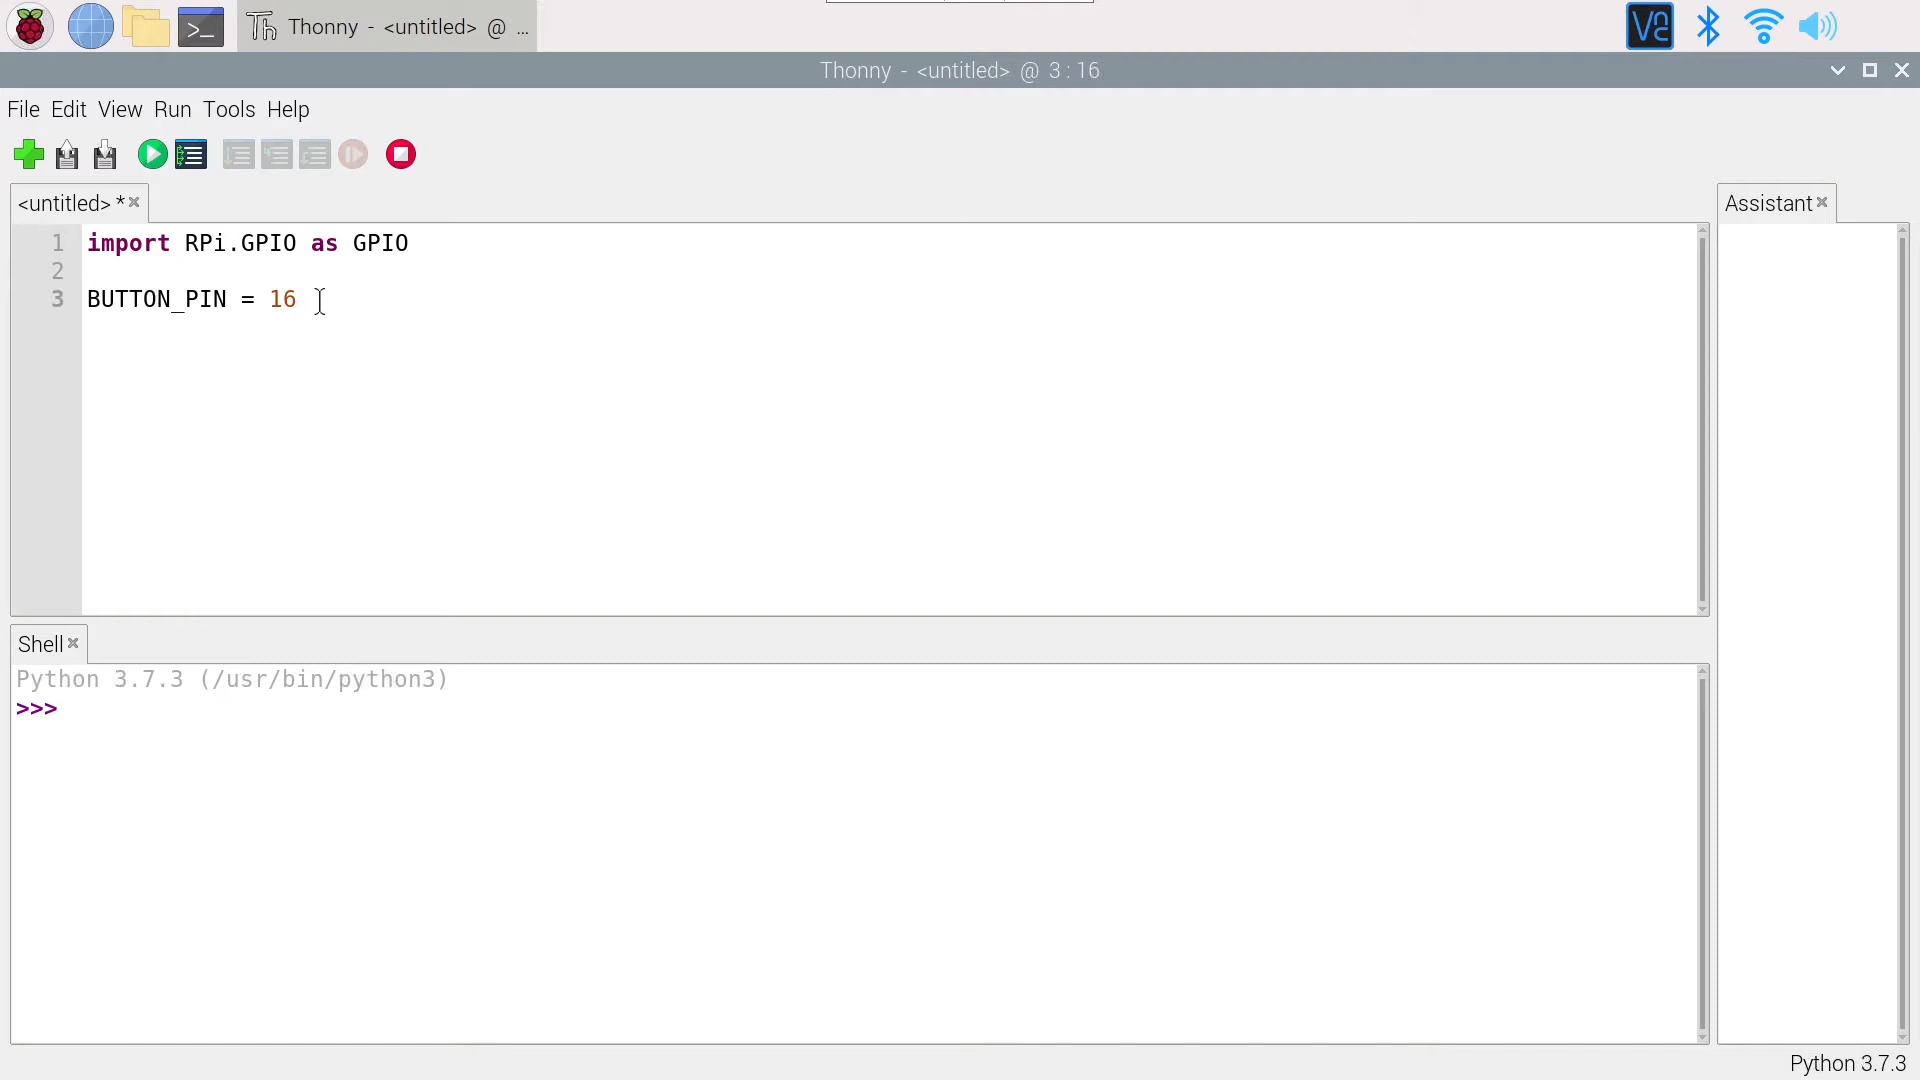 Thonny - <untitled> @ ...
Thonny - <untitled> @ 3:16
File Edit View Run Tools Help
<untitled> *
Assistant
1 import RPi.GPIO as GPIO
2
3 BUTTON_PIN = 16
Shell
Python 3.7.3 (/usr/bin/python3)
>>>
Python 3.7.3